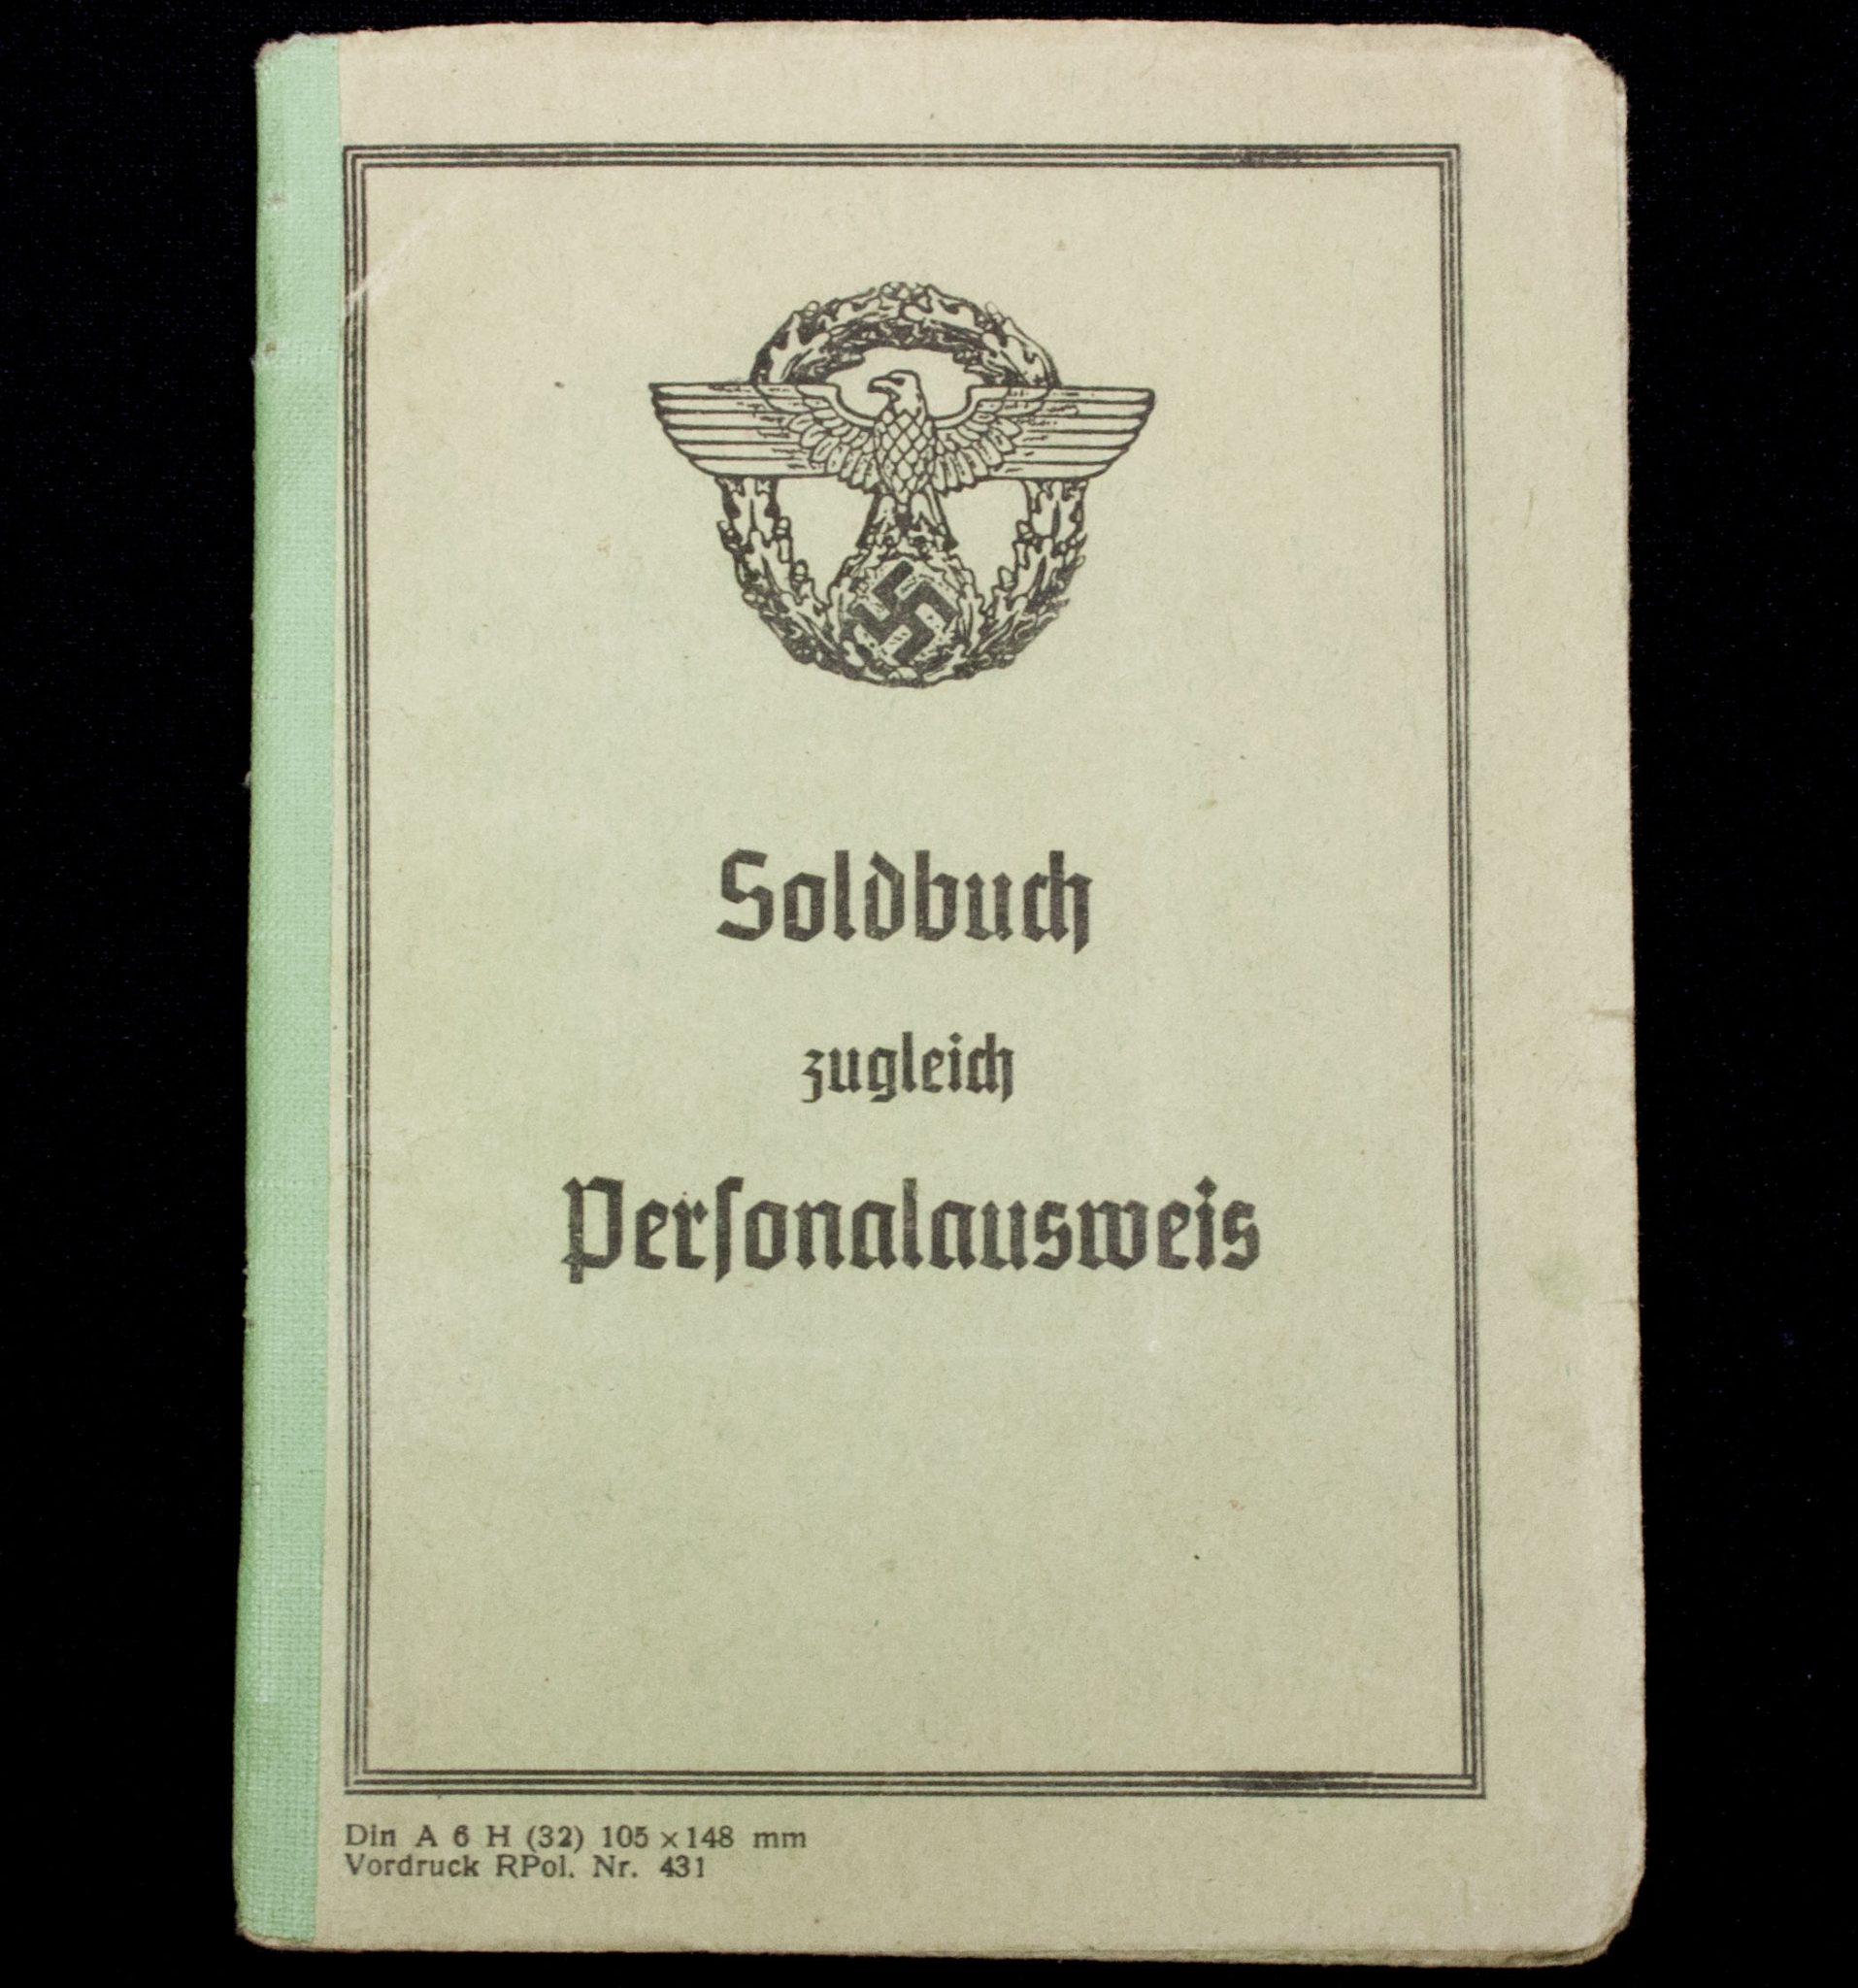 Soldbuch
zugleich
Perſonalausweis
Din A 6 H (32) 105 × 148 mm
Vordruck RPol. Nr. 431